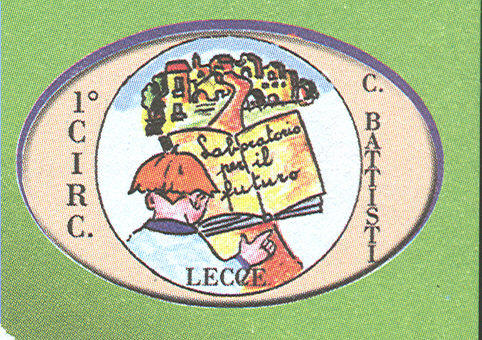 1° CIRC.
C. BATTISTI
Laboratorio
per il
futuro
LECCE